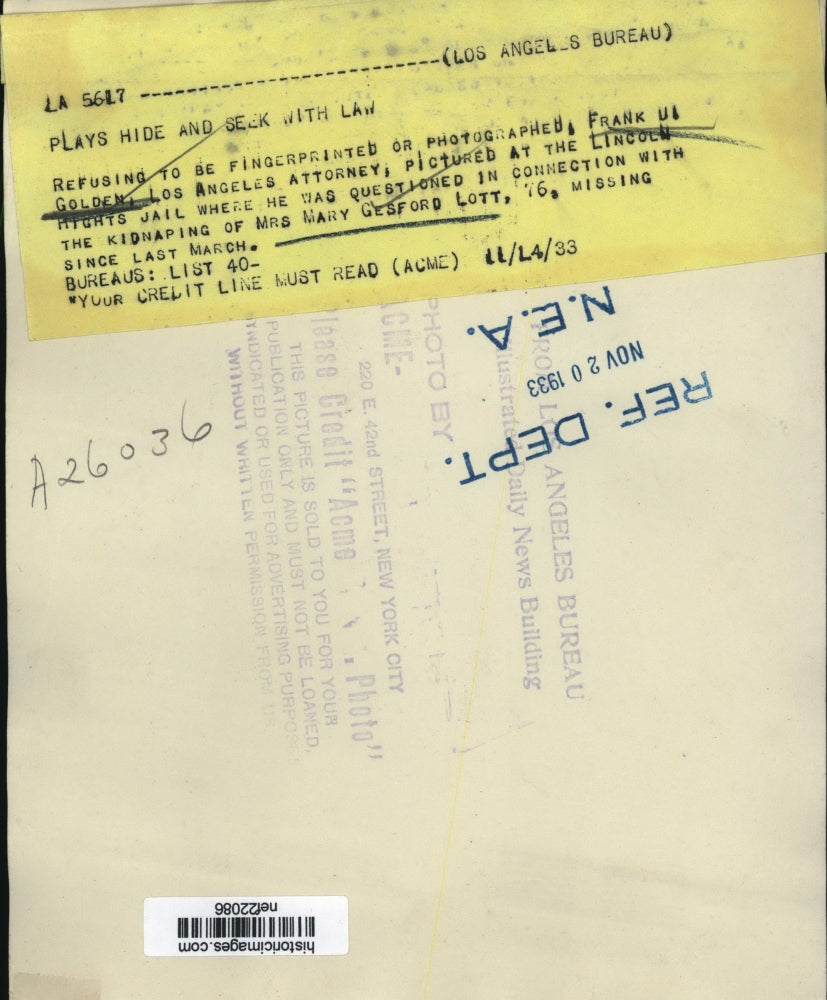 LA 5617 -----------------------------(LOS ANGEL_S BUREAU)
PLAYS HIDE AND SEEK WITH LAW
REFUSING TO BE FINGERPRINTED OR PHOTOGRAPHED, FRANK U.
GOLDEN, LOS ANGELES ATTORNEY, PICTURED AT THE LINCOLN
HIGHTS JAIL WHERE HE WAS QUESTIONED IN CONNECTION WITH
THE KIDNAPING OF MRS MARY GESFORD LOTT, 76, MISSING
SINCE LAST MARCH.
BUREAUS: LIST 40-
"YOUR CREDIT LINE MUST READ (ACME) 11/14/33
N.E.A.
NOV 20 1933
REF. DEPT.
A26036
FROM LOS ANGELES BUREAU
Illustrated Daily News Building
PHOTO BY
ACME-
220 E. 42nd STREET, NEW YORK CITY
Please Credit "Acme Photo"
THIS PICTURE IS SOLD TO YOU FOR YOUR
PUBLICATION ONLY AND MUST NOT BE LOANED,
SYNDICATED OR USED FOR ADVERTISING PURPOSES
WITHOUT WRITTEN PERMISSION FROM US
historicimages.com
nef22086